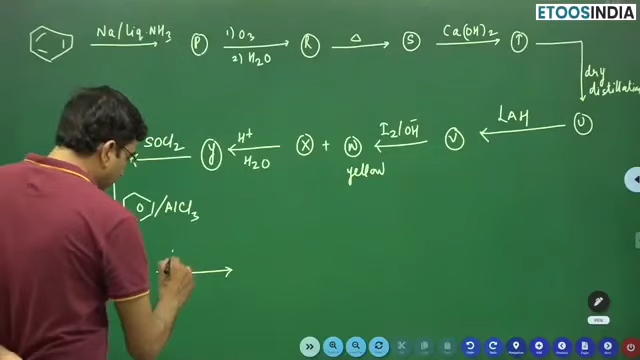 ETOOSINDIA
Na/Liq.NH3 P 1) O3 R Δ S Ca(OH)2 T
2) H2O
dry
distillation
SOCl2 y H+ X + W I2/OH- V LAH U
H2O
yellow
/AlCl3